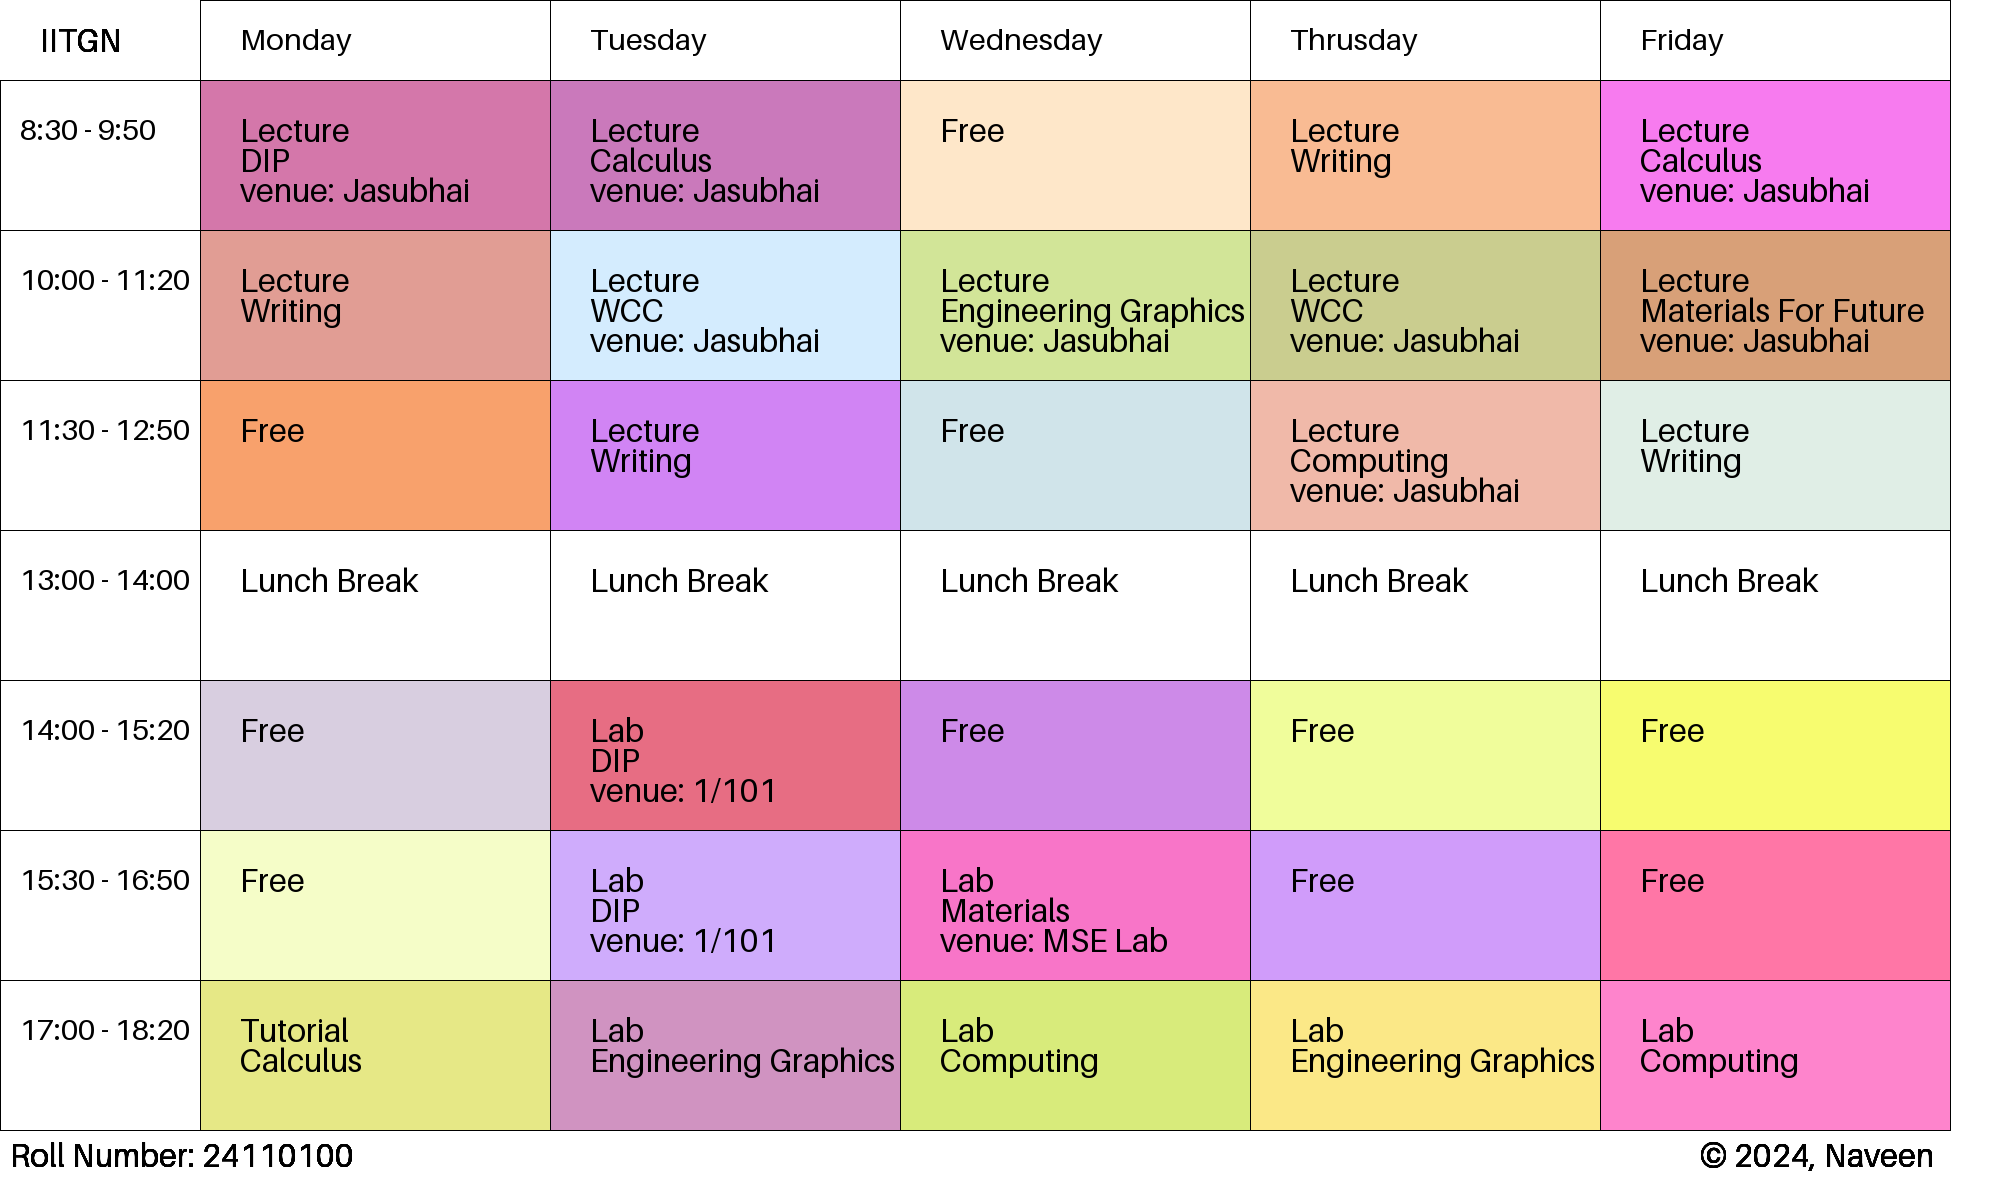 IITGN
Monday
Tuesday
Wednesday
Thrusday
Friday
8:30 - 9:50
Lecture
DIP
venue: Jasubhai
Lecture
Calculus
venue: Jasubhai
Free
Lecture
Writing
Lecture
Calculus
venue: Jasubhai
10:00 - 11:20
Lecture
Writing
Lecture
WCC
venue: Jasubhai
Lecture
Engineering Graphics
venue: Jasubhai
Lecture
WCC
venue: Jasubhai
Lecture
Materials For Future
venue: Jasubhai
11:30 - 12:50
Free
Lecture
Writing
Free
Lecture
Computing
venue: Jasubhai
Lecture
Writing
13:00 - 14:00
Lunch Break
Lunch Break
Lunch Break
Lunch Break
Lunch Break
14:00 - 15:20
Free
Lab
DIP
venue: 1/101
Free
Free
Free
15:30 - 16:50
Free
Lab
DIP
venue: 1/101
Lab
Materials
venue: MSE Lab
Free
Free
17:00 - 18:20
Tutorial
Calculus
Lab
Engineering Graphics
Lab
Computing
Lab
Engineering Graphics
Lab
Computing
Roll Number: 24110100
© 2024, Naveen